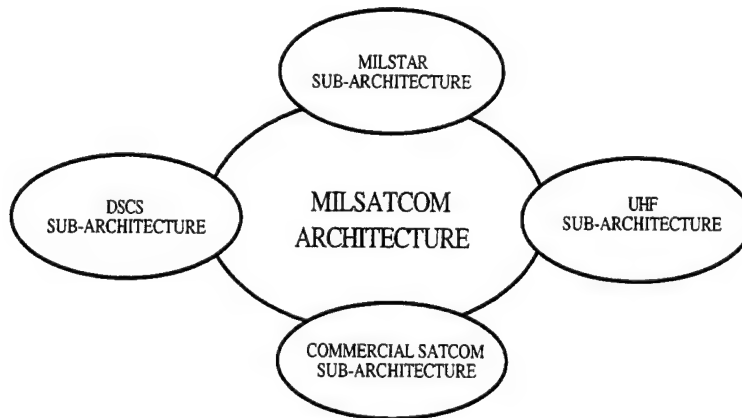 MILSTAR
SUB-ARCHITECTURE
DSCS
SUB-ARCHITECTURE
MILSATCOM
ARCHITECTURE
UHF
SUB-ARCHITECTURE
COMMERCIAL SATCOM
SUB-ARCHITECTURE